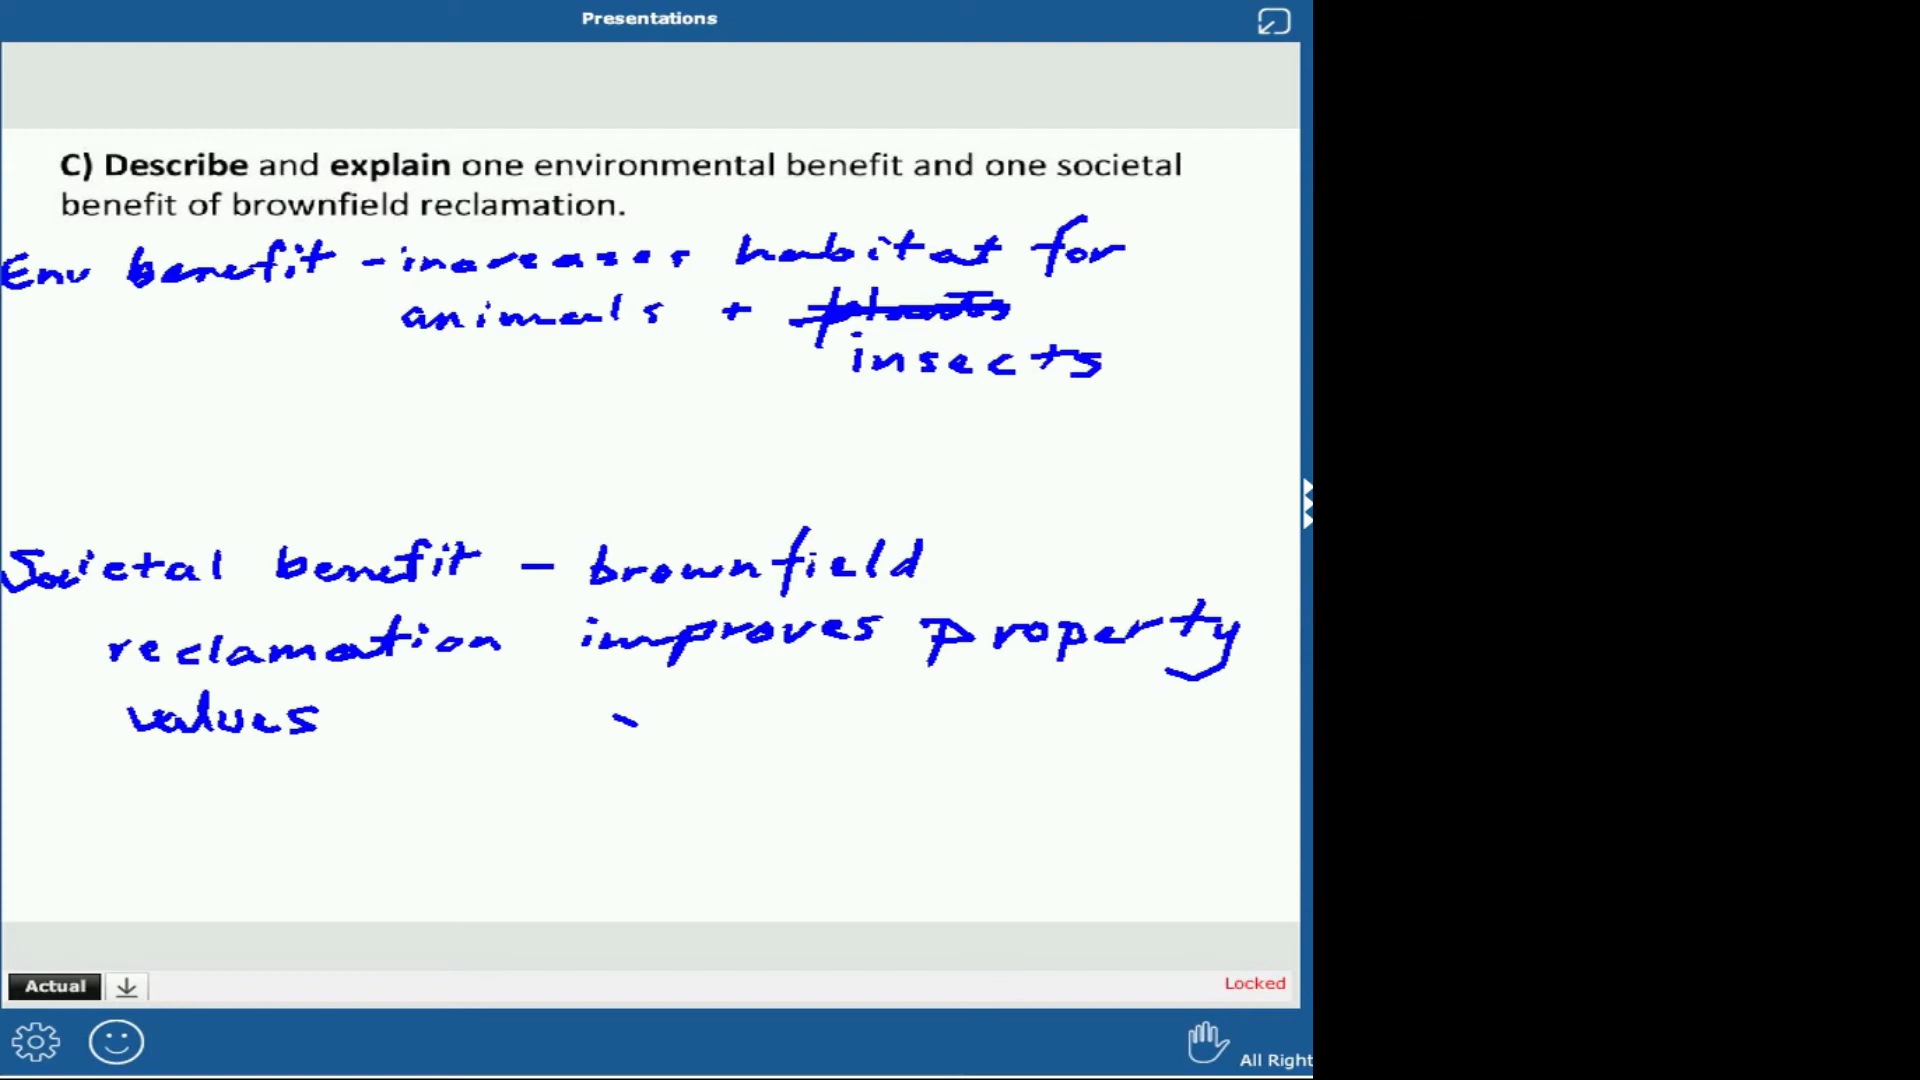 Presentations
C) Describe and explain one environmental benefit and one societal
benefit of brownfield reclamation.
Env benefit - increases habitat for
animals + plants
insects
Societal benefit - brownfield
reclamation improves property
values
Actual
Locked
All Right